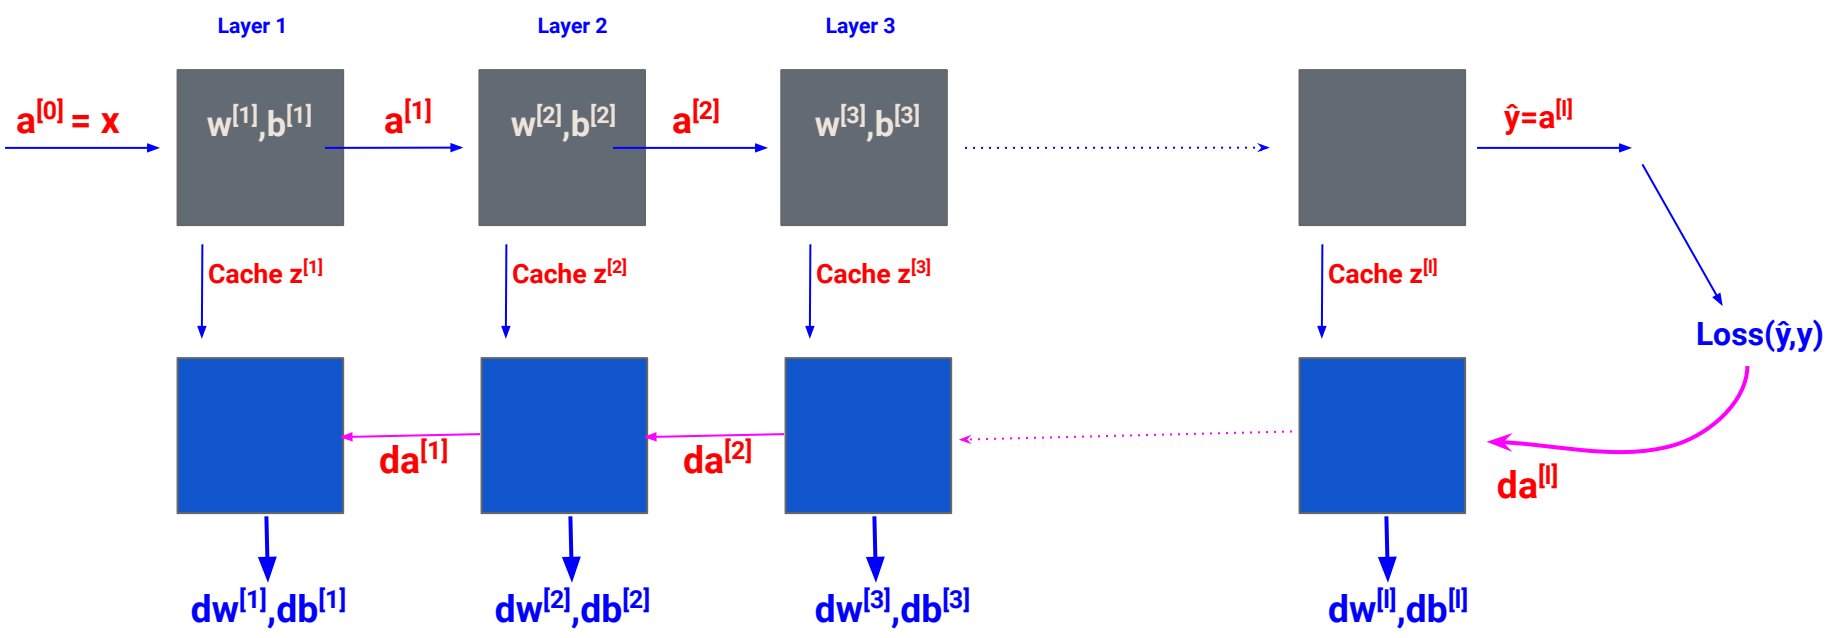 Layer 1
Layer 2
Layer 3
a[0] = x
w[1],b[1]
a[1]
w[2],b[2]
a[2]
w[3],b[3]
ŷ=a[l]
Cache z[1]
Cache z[2]
Cache z[3]
Cache z[l]
Loss(ŷ,y)
da[1]
da[2]
da[l]
dw[1],db[1]
dw[2],db[2]
dw[3],db[3]
dw[l],db[l]